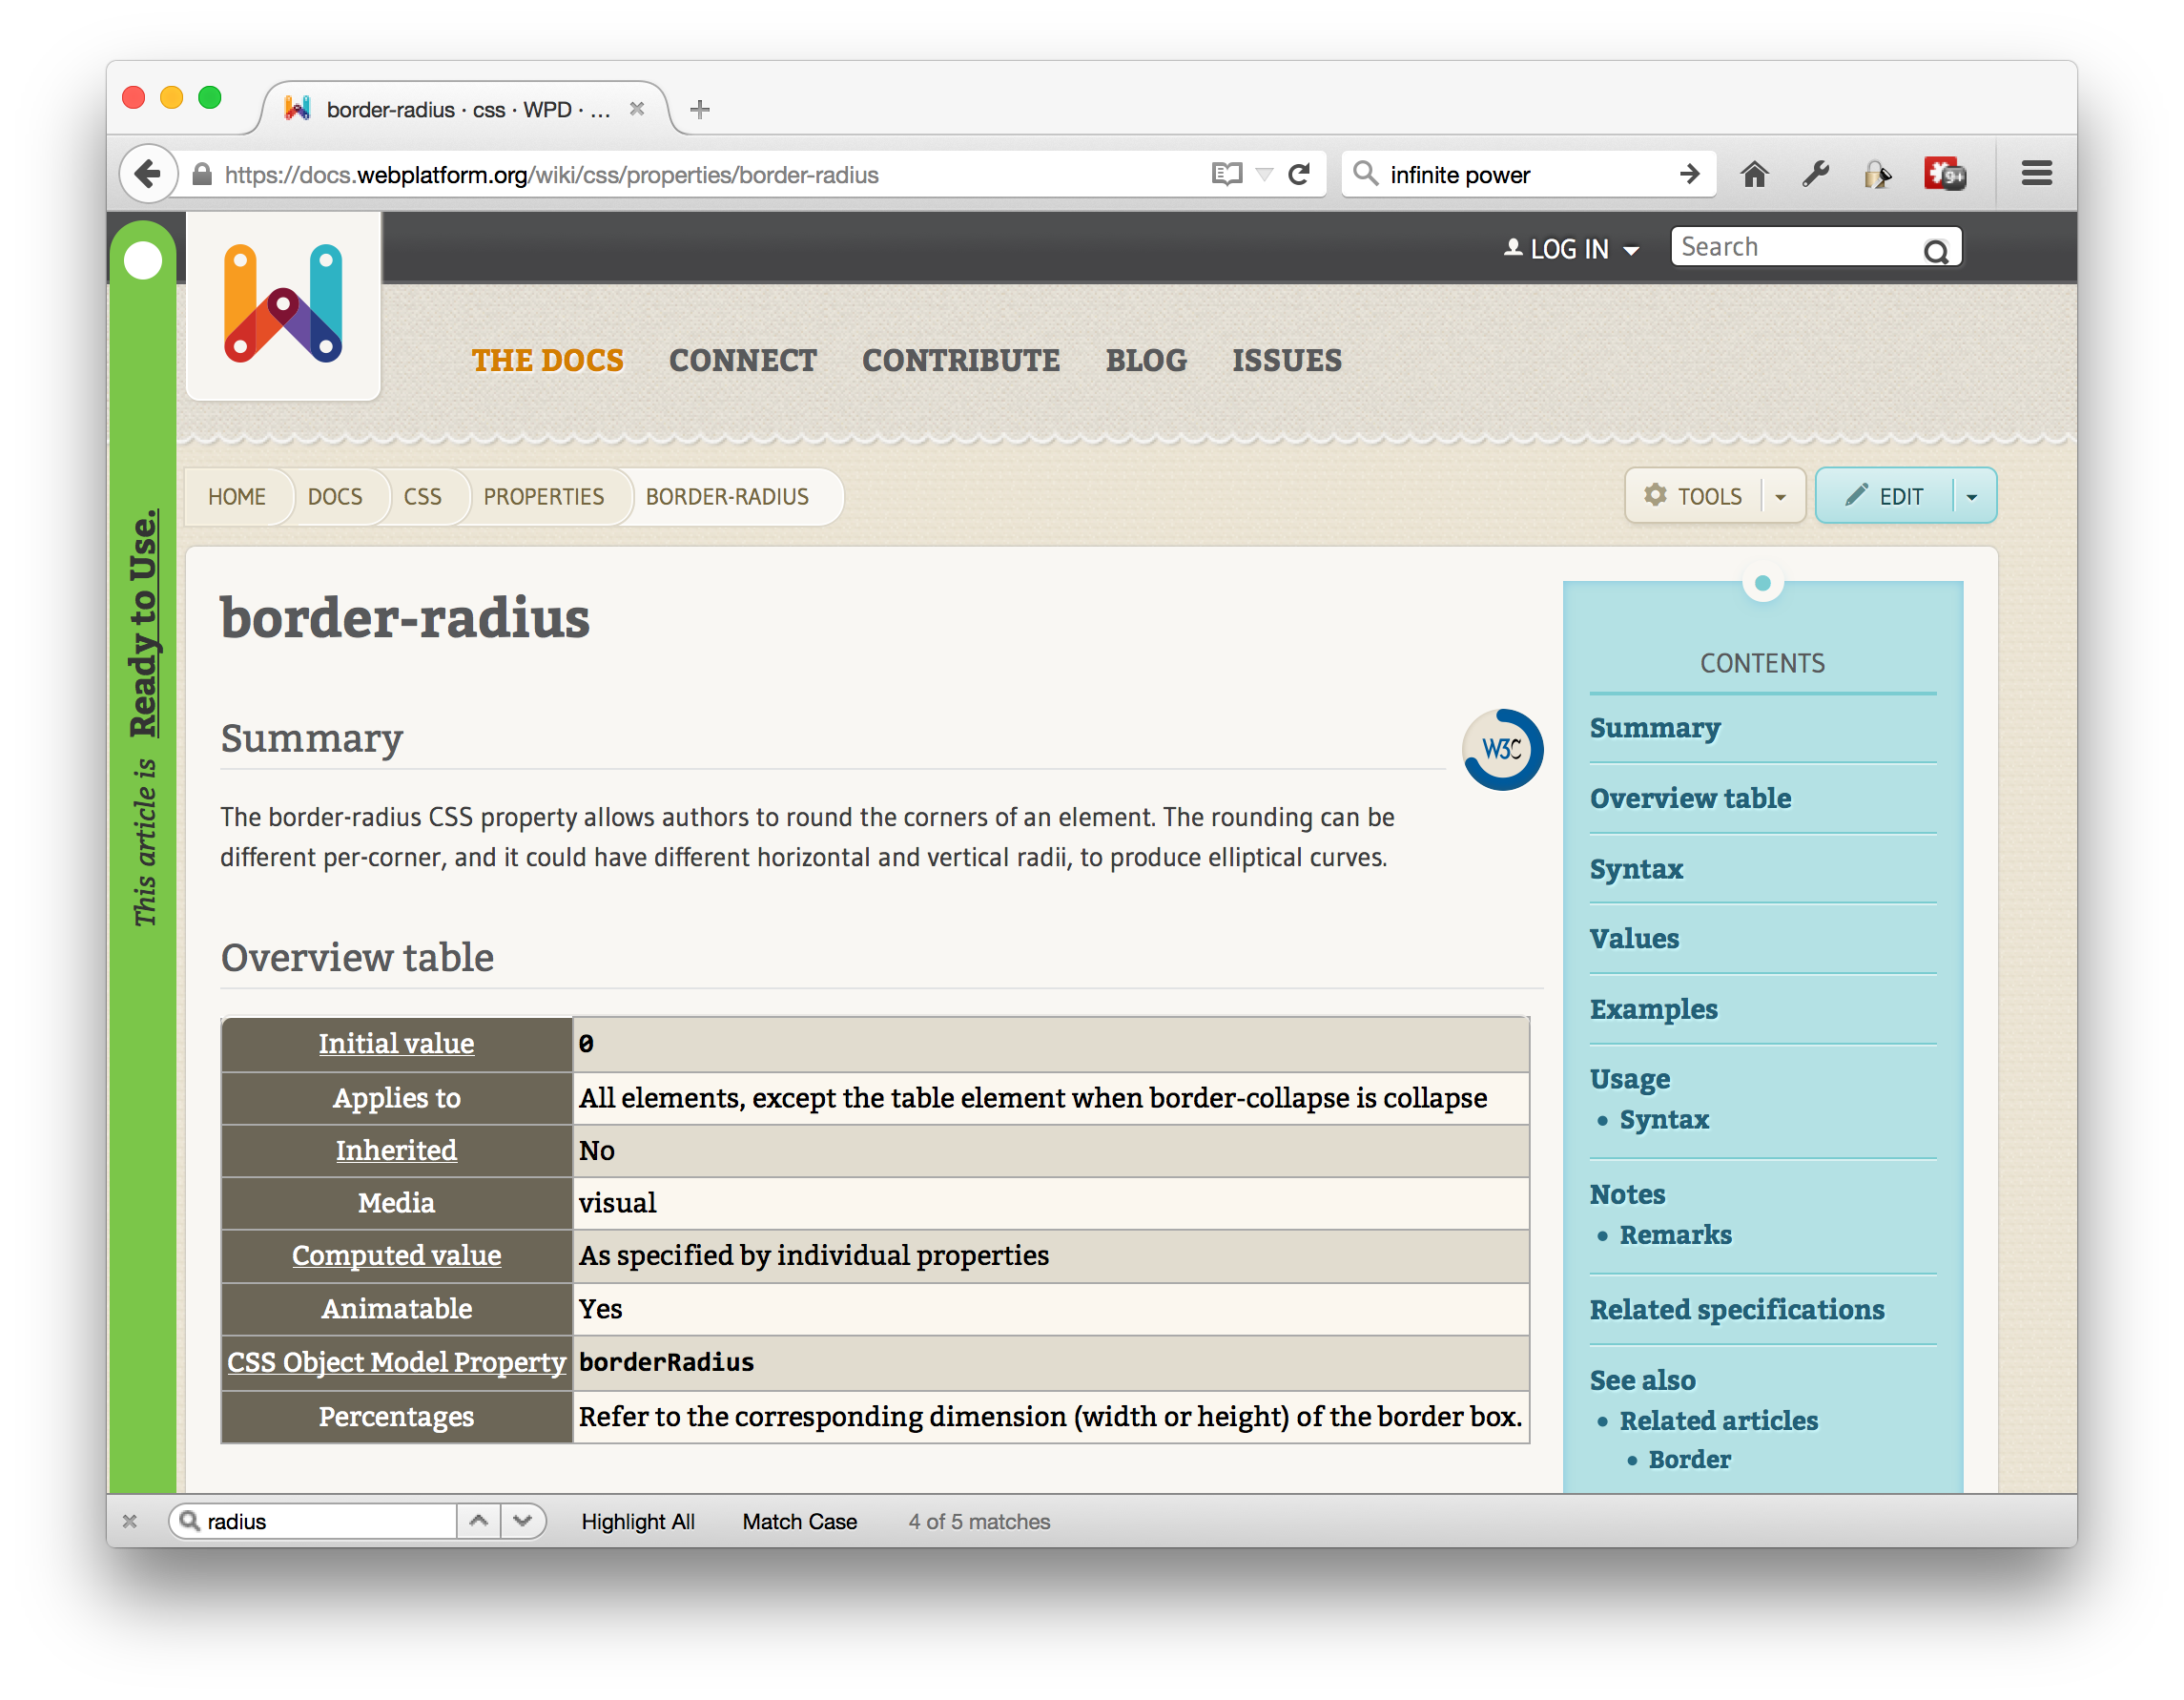 border-radius · css · WPD · ...
https://docs.webplatform.org/wiki/css/properties/border-radius
infinite power
9+
LOG IN
Search
THE DOCS CONNECT CONTRIBUTE BLOG ISSUES
HOME DOCS CSS PROPERTIES BORDER-RADIUS
TOOLS EDIT
This article is Ready to Use.
border-radius
Summary
W3C
The border-radius CSS property allows authors to round the corners of an element. The rounding can be
different per-corner, and it could have different horizontal and vertical radii, to produce elliptical curves.
Overview table
Initial value 0
Applies to All elements, except the table element when border-collapse is collapse
Inherited No
Media visual
Computed value As specified by individual properties
Animatable Yes
CSS Object Model Property borderRadius
Percentages Refer to the corresponding dimension (width or height) of the border box.
CONTENTS
Summary
Overview table
Syntax
Values
Examples
Usage
• Syntax
Notes
• Remarks
Related specifications
See also
• Related articles
• Border
radius
Highlight All Match Case 4 of 5 matches